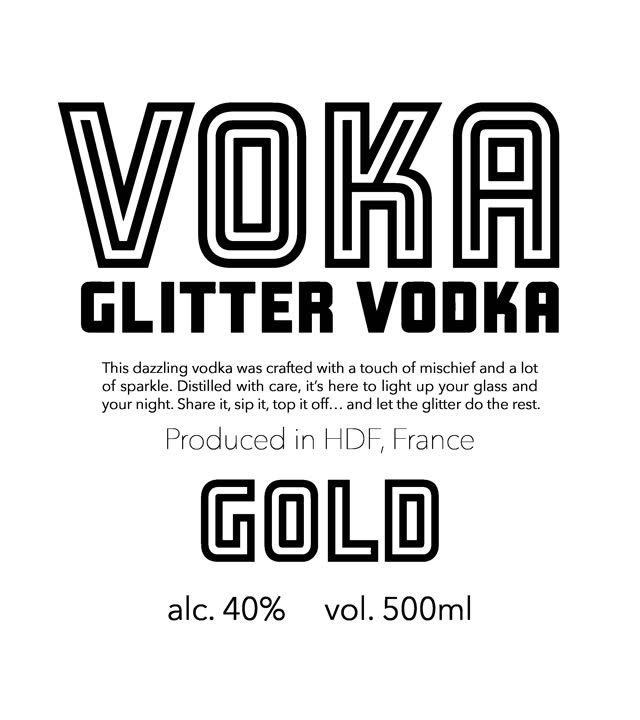 VOKA
GLITTER VODKA
This dazzling vodka was crafted with a touch of mischief and a lot
of sparkle. Distilled with care, it’s here to light up your glass and
your night. Share it, sip it, top it off… and let the glitter do the rest.
Produced in HDF, France
GOLD
alc. 40% vol. 500ml